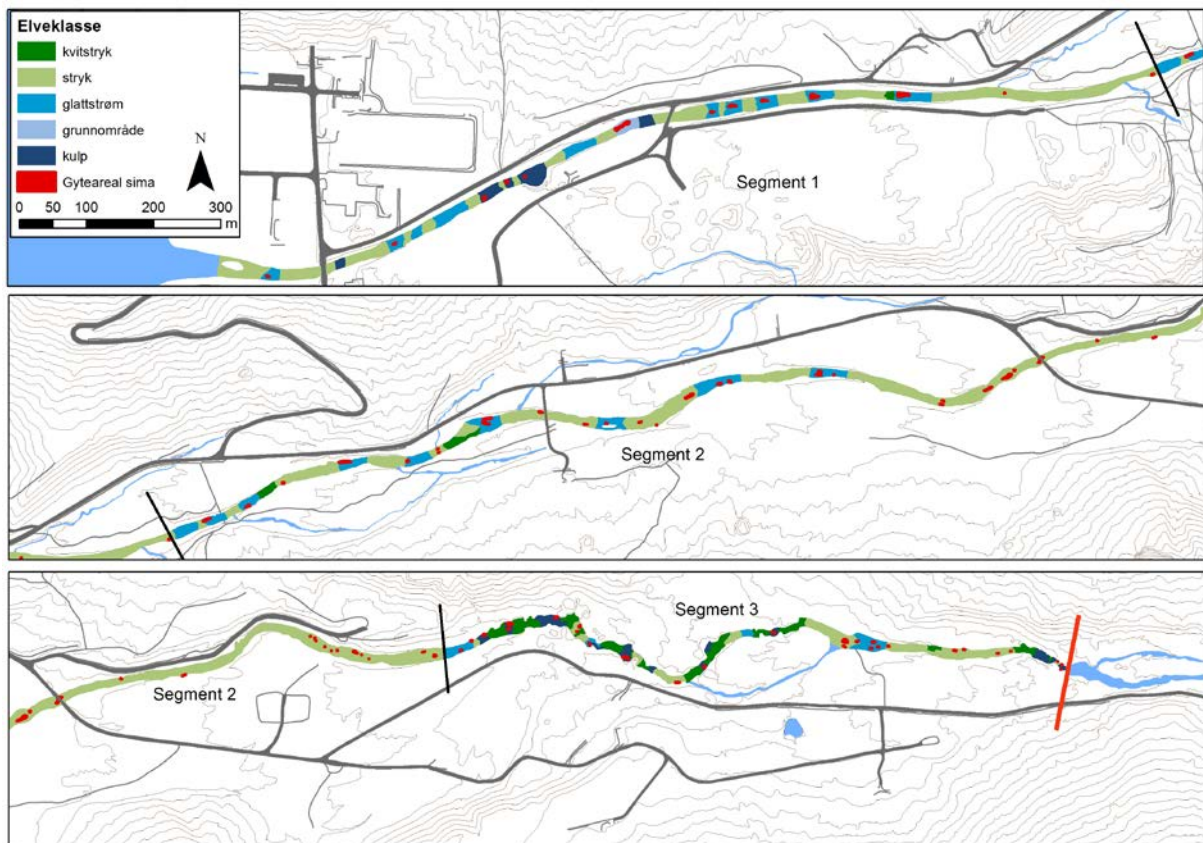 Elveklasse
kvitstryk
stryk
glattstrøm
grunnområde
kulp
Gyteareal sima
N
0 50 100 200 300
m
Segment 1
Segment 2
Segment 3
Segment 2